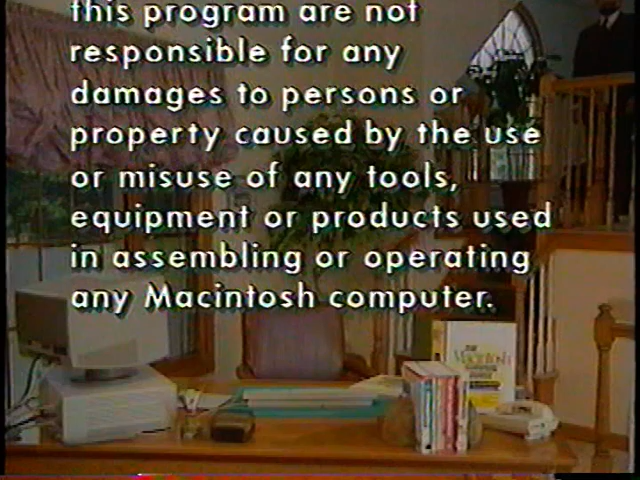 this program are not
responsible for any
damages to persons or
property caused by the use
or misuse of any tools,
equipment or products used
in assembling or operating
any Macintosh computer.
Macintosh